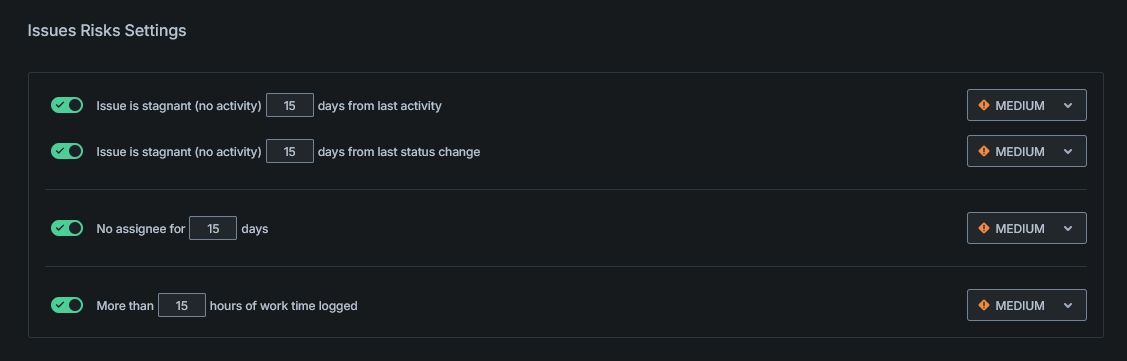 Issues Risks Settings
Issue is stagnant (no activity) 15 days from last activity MEDIUM
Issue is stagnant (no activity) 15 days from last status change MEDIUM
No assignee for 15 days MEDIUM
More than 15 hours of work time logged MEDIUM